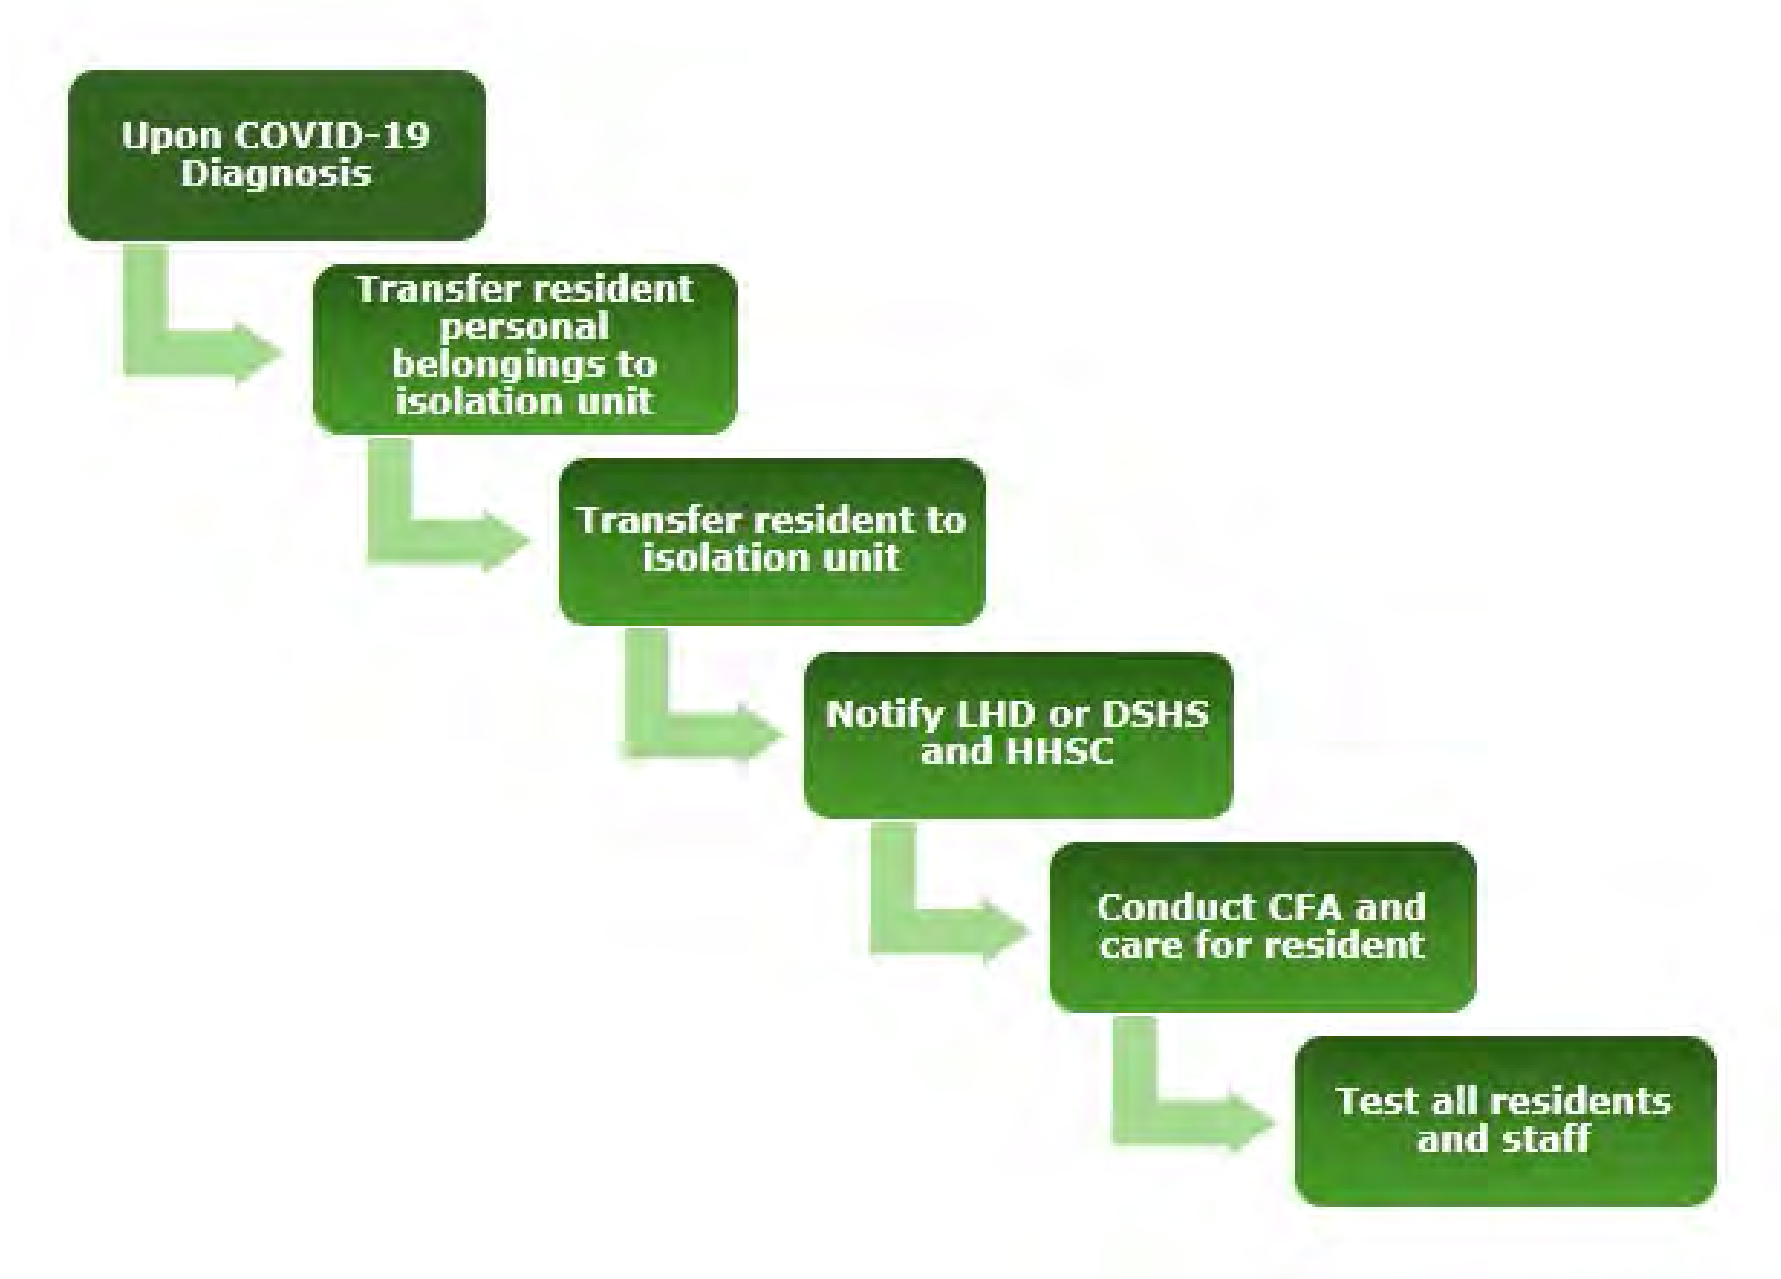 Upon COVID-19
Diagnosis
Transfer resident
personal
belongings to
isolation unit
Transfer resident to
isolation unit
Notify LHD or DSHS
and HHSC
Conduct CFA and
care for resident
Test all residents
and staff